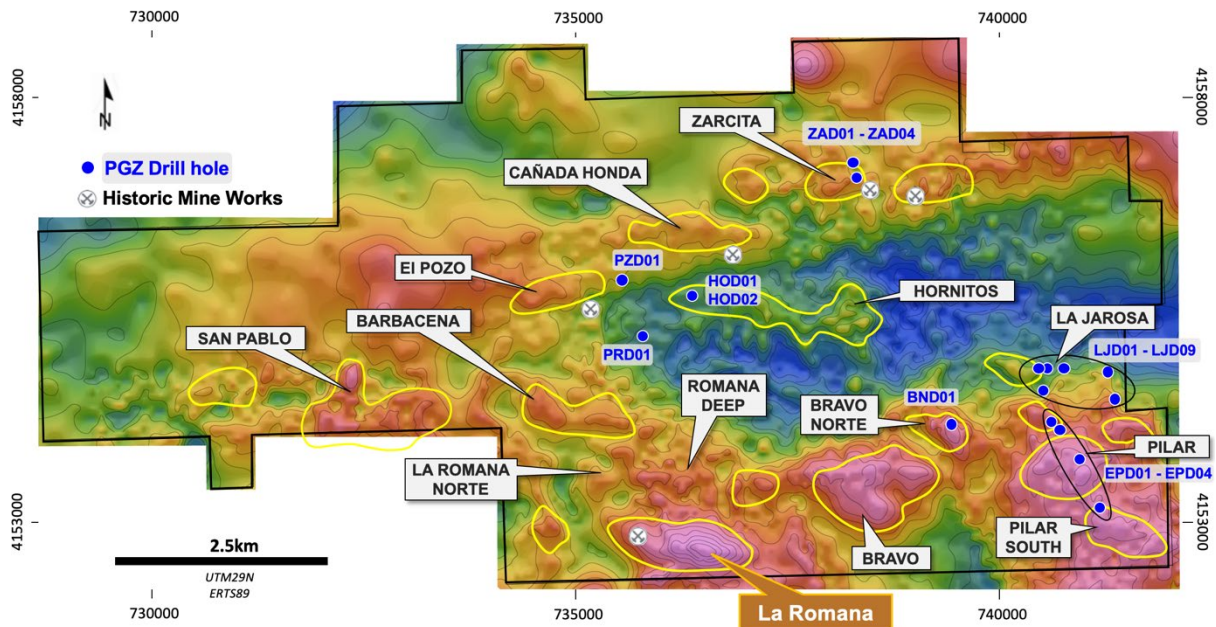 730000
735000
740000
4158000
4158000
N
PGZ Drill hole
Historic Mine Works
ZARCITA
ZAD01 - ZAD04
CAÑADA HONDA
El POZO
PZD01
HOD01
HOD02
HORNITOS
BARBACENA
SAN PABLO
PRD01
LA JAROSA
LJD01 - LJD09
ROMANA
DEEP
BRAVO
NORTE
BND01
LA ROMANA
NORTE
PILAR
EPD01 - EPD04
PILAR
SOUTH
BRAVO
4153000
4153000
2.5km
UTM29N
ERTS89
La Romana
730000
735000
740000